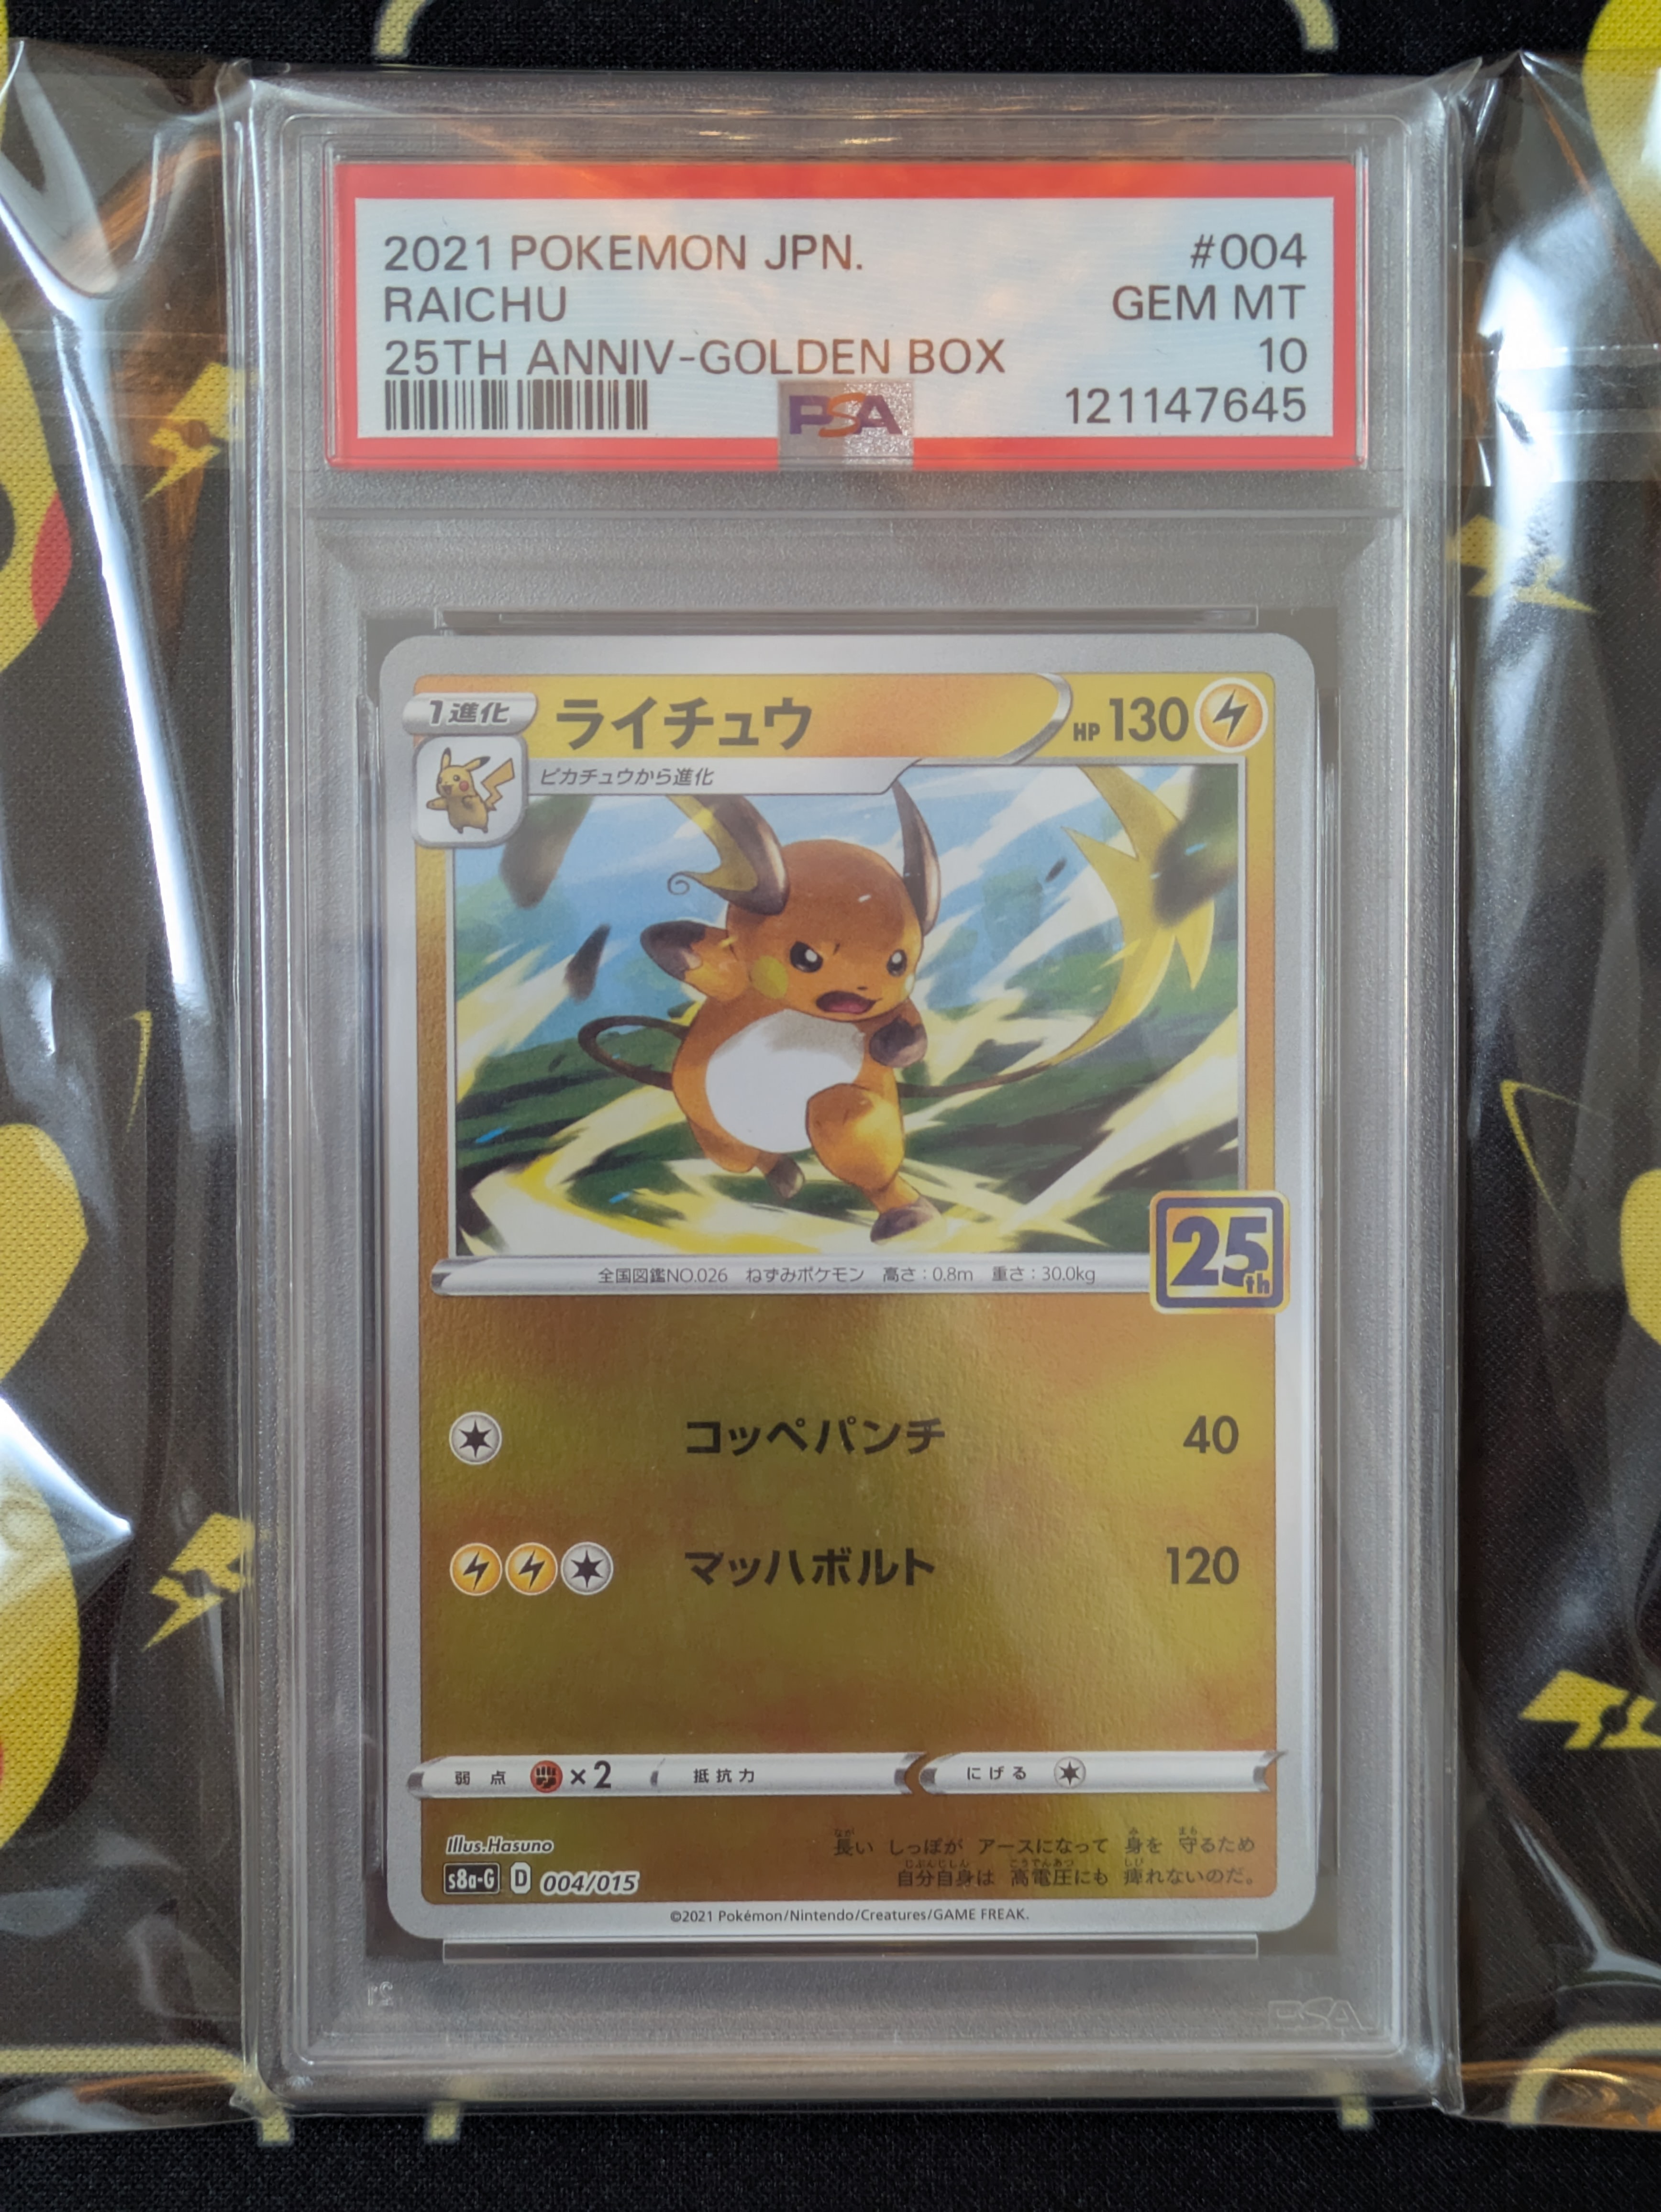 2021 POKEMON JPN. #004
RAICHU GEM MT
25TH ANNIV-GOLDEN BOX 10
PSA 121147645
1進化 ライチュウ HP 130
ピカチュウから進化
25th
全国図鑑NO.026 ねずみポケモン 高さ:0.8m 重さ:30.0kg
コッペパンチ 40
マッハボルト 120
弱点 ×2 抵抗力 にげる
Illus.Hasuno
長い しっぽが アースになって 身を 守るため
自分自身は 高電圧にも 痺れないのだ。
s8a-G D 004/015
©2021 Pokémon/Nintendo/Creatures/GAME FREAK.
PSA